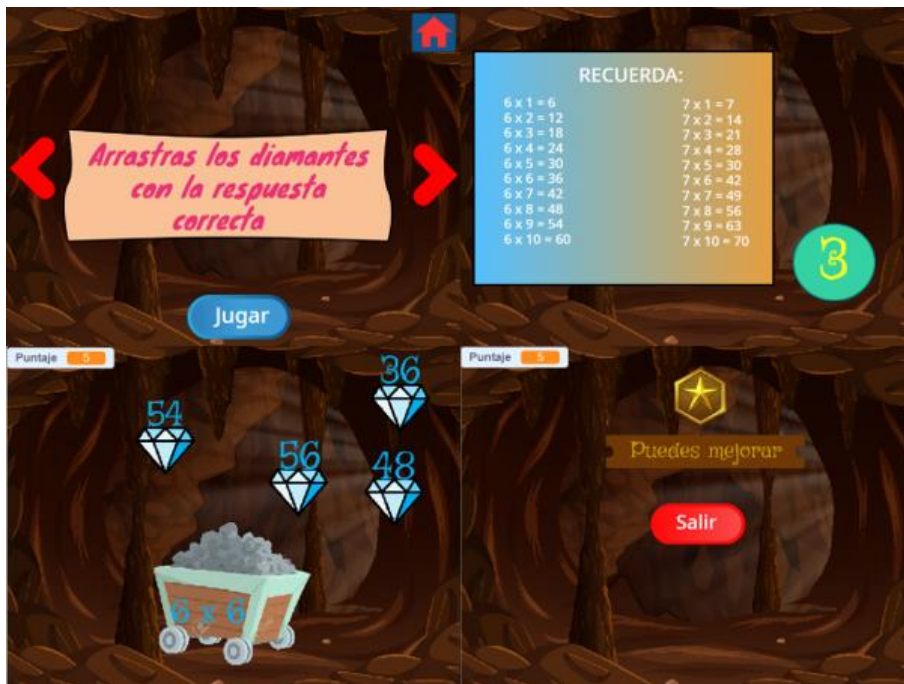 Arrastras los diamantes
con la respuesta
correcta
Jugar
RECUERDA:
6 x 1 = 6
6 x 2 = 12
6 x 3 = 18
6 x 4 = 24
6 x 5 = 30
6 x 6 = 36
6 x 7 = 42
6 x 8 = 48
6 x 9 = 54
6 x 10 = 60
7 x 1 = 7
7 x 2 = 14
7 x 3 = 21
7 x 4 = 28
7 x 5 = 30
7 x 6 = 42
7 x 7 = 49
7 x 8 = 56
7 x 9 = 63
7 x 10 = 70
3
Puntaje 5
36
54
56
48
6 x 6
Puntaje 5
Puedes mejorar
Salir